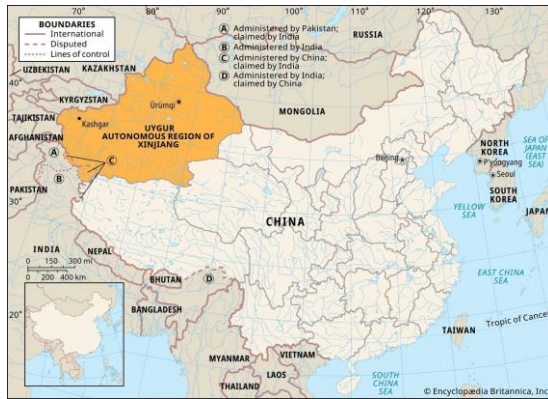 70°
80°
90°
100°
110°
120°
130°
BOUNDARIES
International
Disputed
Lines of control
A Administered by Pakistan;
claimed by India
B Administered by India
C Administered by China;
claimed by India
D Administered by India;
claimed by China
RUSSIA
UZBEKISTAN
KAZAKHSTAN
40°
KYRGYZSTAN
TAJIKISTAN
AFGHANISTAN
Ürümqi
Kashgar
UYGUR
AUTONOMOUS REGION OF
XINJIANG
MONGOLIA
Beijing
NORTH
KOREA
P'yŏngyang
Seoul
SOUTH
KOREA
SEA OF
JAPAN
(EAST
SEA)
JAPA
A
B
C
PAKISTAN
30°
CHINA
YELLOW
SEA
INDIA
NEPAL
0 150 300 mi
0 200 400 km
BHUTAN
D
BANGLADESH
EAST CHINA
SEA
20°
TAIWAN
Tropic of Cance
MYANMAR
VIETNAM
LAOS
THAILAND
SOUTH
CHINA
SEA
© Encyclopædia Britannica, Inc